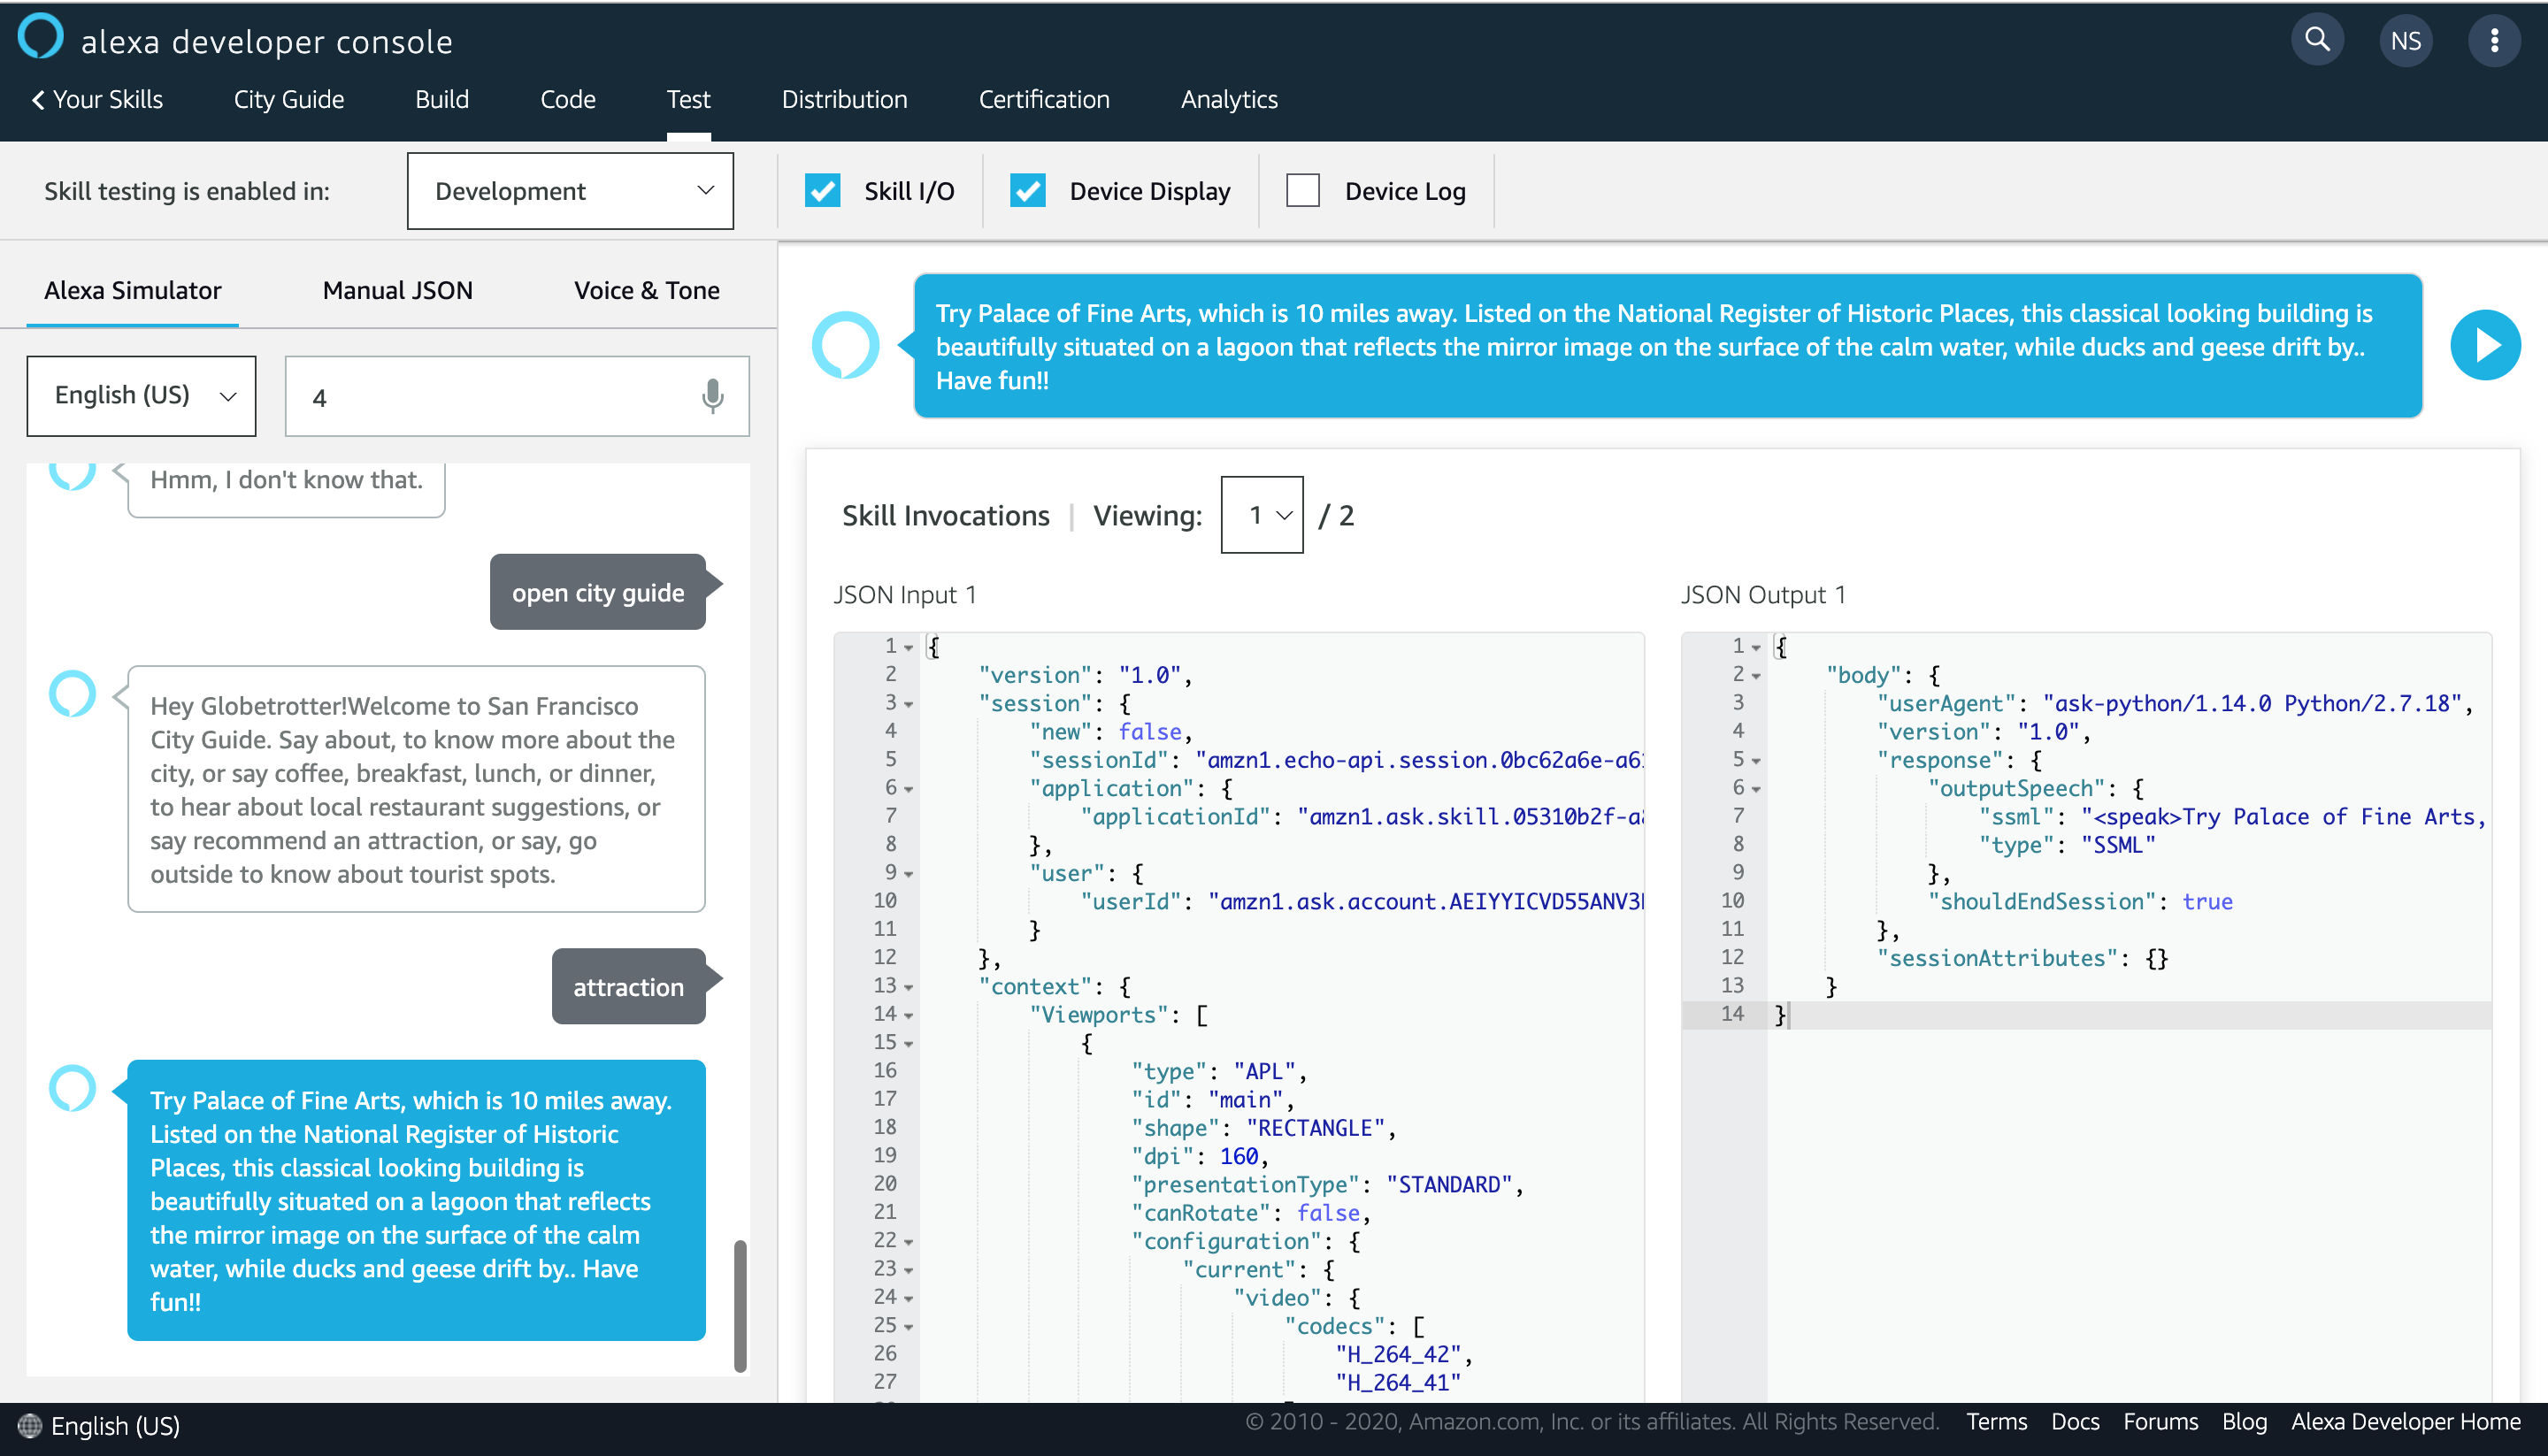 alexa developer console
NS
Your Skills
City Guide
Build
Code
Test
Distribution
Certification
Analytics
Skill testing is enabled in:
Development
Skill I/O
Device Display
Device Log
Alexa Simulator
Manual JSON
Voice & Tone
English (US)
4
Hmm, I don't know that.
open city guide
Hey Globetrotter!Welcome to San Francisco
City Guide. Say about, to know more about the
city, or say coffee, breakfast, lunch, or dinner,
to hear about local restaurant suggestions, or
say recommend an attraction, or say, go
outside to know about tourist spots.
attraction
Try Palace of Fine Arts, which is 10 miles away.
Listed on the National Register of Historic
Places, this classical looking building is
beautifully situated on a lagoon that reflects
the mirror image on the surface of the calm
water, while ducks and geese drift by.. Have
fun!!
Try Palace of Fine Arts, which is 10 miles away. Listed on the National Register of Historic Places, this classical looking building is
beautifully situated on a lagoon that reflects the mirror image on the surface of the calm water, while ducks and geese drift by..
Have fun!!
Skill Invocations | Viewing: 1 / 2
JSON Input 1
1 {
2 "version": "1.0",
3 "session": {
4 "new": false,
5 "sessionId": "amzn1.echo-api.session.0bc62a6e-a6
6 "application": {
7 "applicationId": "amzn1.ask.skill.05310b2f-a
8 },
9 "user": {
10 "userId": "amzn1.ask.account.AEIYYICVD55ANV3
11 }
12 },
13 "context": {
14 "Viewports": [
15 {
16 "type": "APL",
17 "id": "main",
18 "shape": "RECTANGLE",
19 "dpi": 160,
20 "presentationType": "STANDARD",
21 "canRotate": false,
22 "configuration": {
23 "current": {
24 "video": {
25 "codecs": [
26 "H_264_42",
27 "H_264_41"
JSON Output 1
1 {
2 "body": {
3 "userAgent": "ask-python/1.14.0 Python/2.7.18",
4 "version": "1.0",
5 "response": {
6 "outputSpeech": {
7 "ssml": "<speak>Try Palace of Fine Arts,
8 "type": "SSML"
9 },
10 "shouldEndSession": true
11 },
12 "sessionAttributes": {}
13 }
14 }
English (US)
© 2010 - 2020, Amazon.com, Inc. or its affiliates. All Rights Reserved.
Terms
Docs
Forums
Blog
Alexa Developer Home